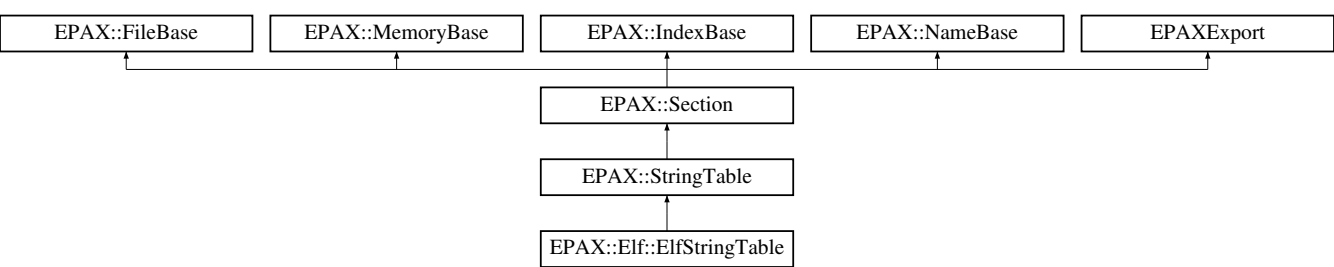 EPAX::FileBase
EPAX::MemoryBase
EPAX::IndexBase
EPAX::NameBase
EPAXExport
EPAX::Section
EPAX::StringTable
EPAX::Elf::ElfStringTable